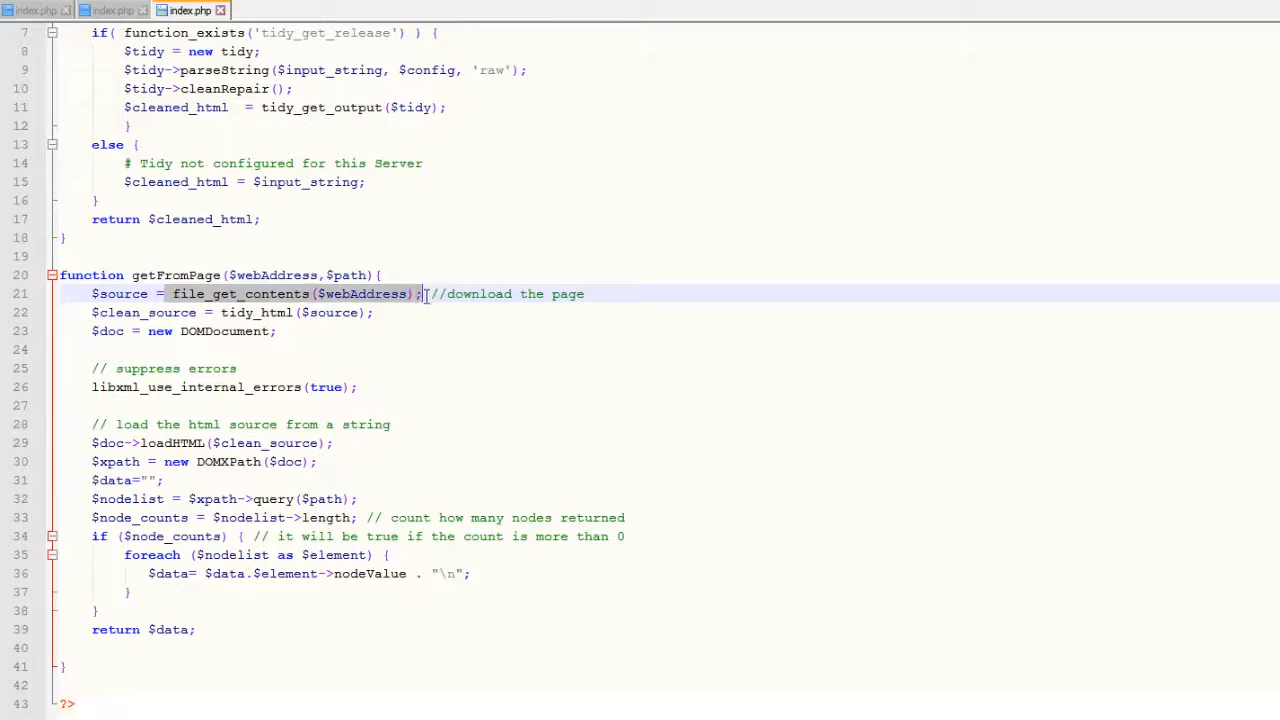 index.php index.php index.php
7 if( function_exists('tidy_get_release') ) {
8 $tidy = new tidy;
9 $tidy->parseString($input_string, $config, 'raw');
10 $tidy->cleanRepair();
11 $cleaned_html  = tidy_get_output($tidy);
12 }
13 else {
14 # Tidy not configured for this Server
15 $cleaned_html = $input_string;
16 }
17 return $cleaned_html;
18 }
19
20 function getFromPage($webAddress,$path){
21 $source = file_get_contents($webAddress); //download the page
22 $clean_source = tidy_html($source);
23 $doc = new DOMDocument;
24
25 // suppress errors
26 libxml_use_internal_errors(true);
27
28 // load the html source from a string
29 $doc->loadHTML($clean_source);
30 $xpath = new DOMXPath($doc);
31 $data="";
32 $nodelist = $xpath->query($path);
33 $node_counts = $nodelist->length; // count how many nodes returned
34 if ($node_counts) { // it will be true if the count is more than 0
35 foreach ($nodelist as $element) {
36 $data= $data.$element->nodeValue . "\n";
37 }
38 }
39 return $data;
40
41 }
42
43 ?>